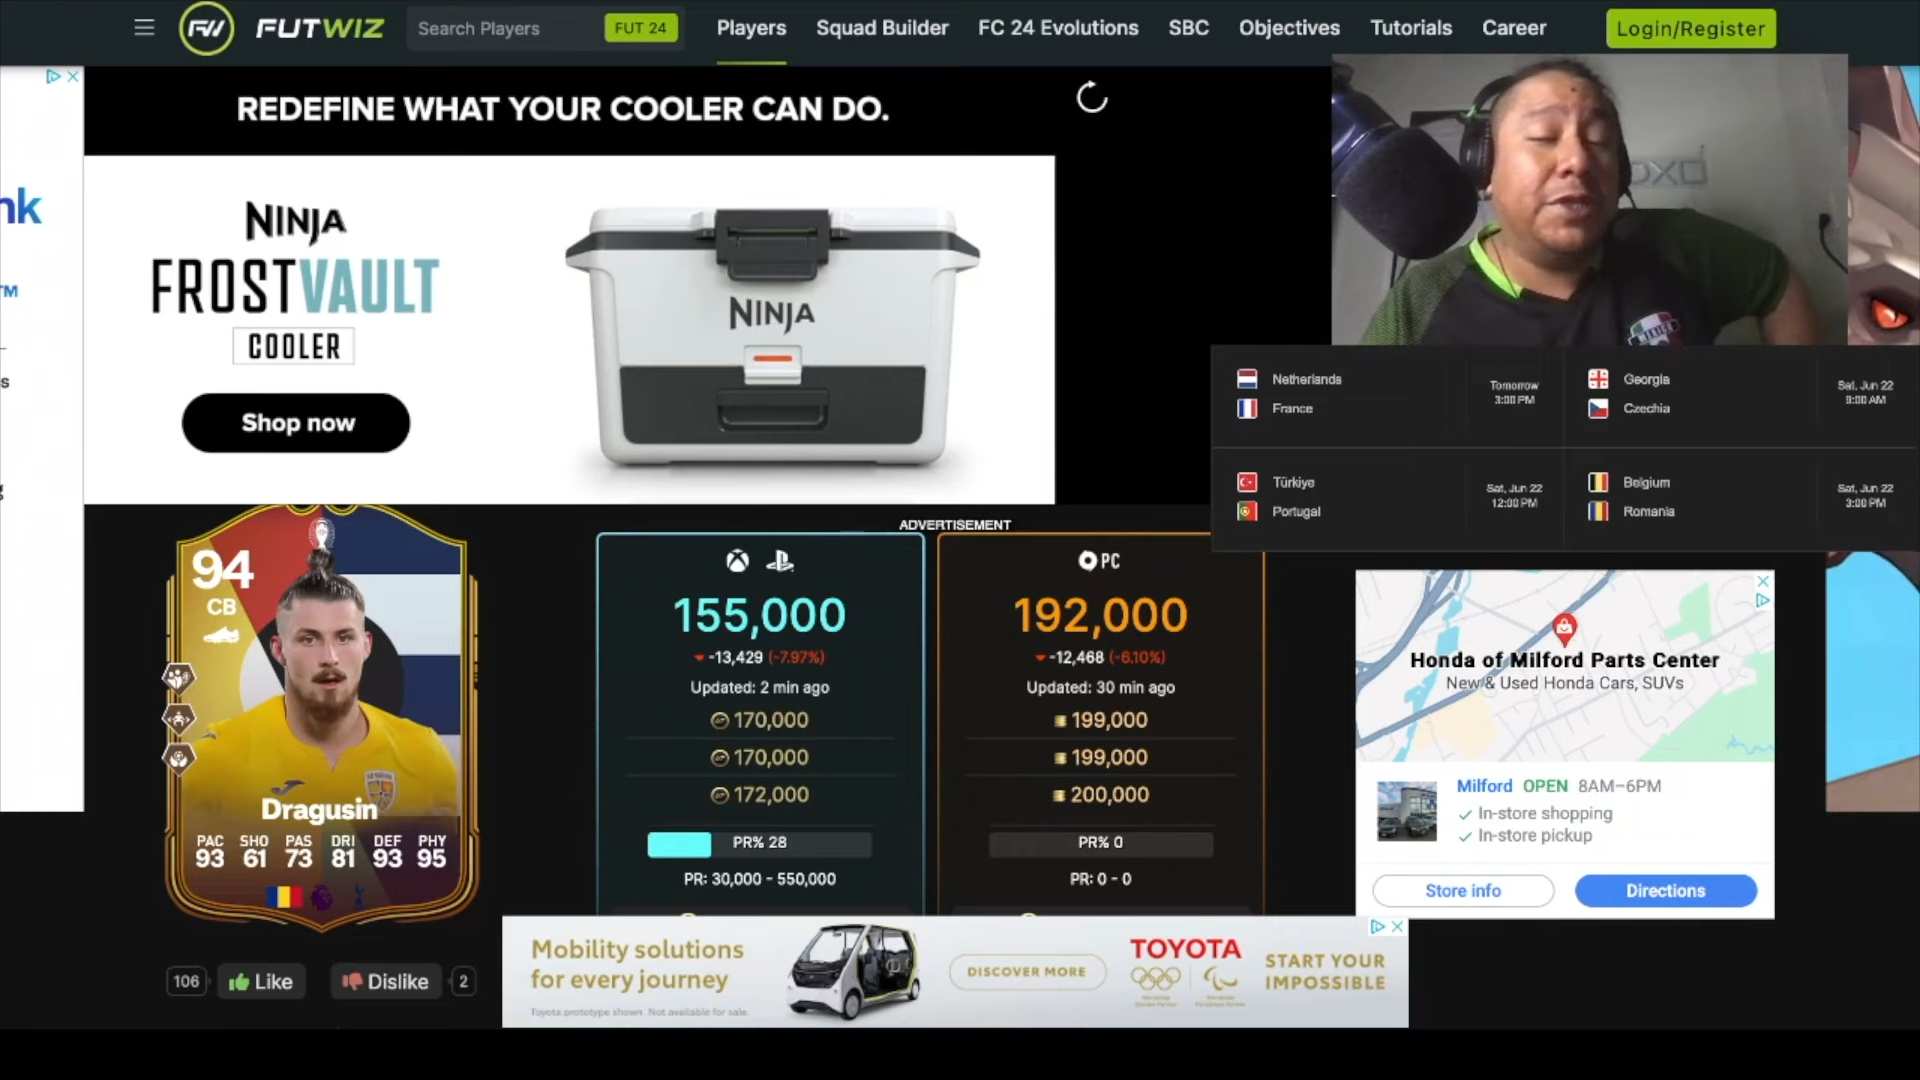 FUTWIZ
Search Players
FUT 24
Players
Squad Builder
FC 24 Evolutions
SBC
Objectives
Tutorials
Career
Login/Register
REDEFINE WHAT YOUR COOLER CAN DO.
nk
TM
s
NINJA
FROSTVAULT
COOLER
Shop now
NINJA
MEXICO
Netherlands
France
Tomorrow
3:00 PM
Georgia
Czechia
Sat, Jun 22
9:00 AM
Türkiye
Portugal
Sat, Jun 22
12:00 PM
Belgium
Romania
Sat, Jun 22
3:00 PM
ADVERTISEMENT
94
CB
Dragusin
PAC SHO PAS DRI DEF PHY
93 61 73 81 93 95
106
Like
Dislike
2
155,000
-13,429 (-7.97%)
Updated: 2 min ago
170,000
170,000
172,000
PR% 28
PR: 30,000 - 550,000
PC
192,000
-12,468 (-6.10%)
Updated: 30 min ago
199,000
199,000
200,000
PR% 0
PR: 0 - 0
Honda of Milford Parts Center
New & Used Honda Cars, SUVs
Milford OPEN 8AM–6PM
In-store shopping
In-store pickup
Store info
Directions
Mobility solutions
for every journey
Toyota prototype shown. Not available for sale.
DISCOVER MORE
TOYOTA
START YOUR
IMPOSSIBLE